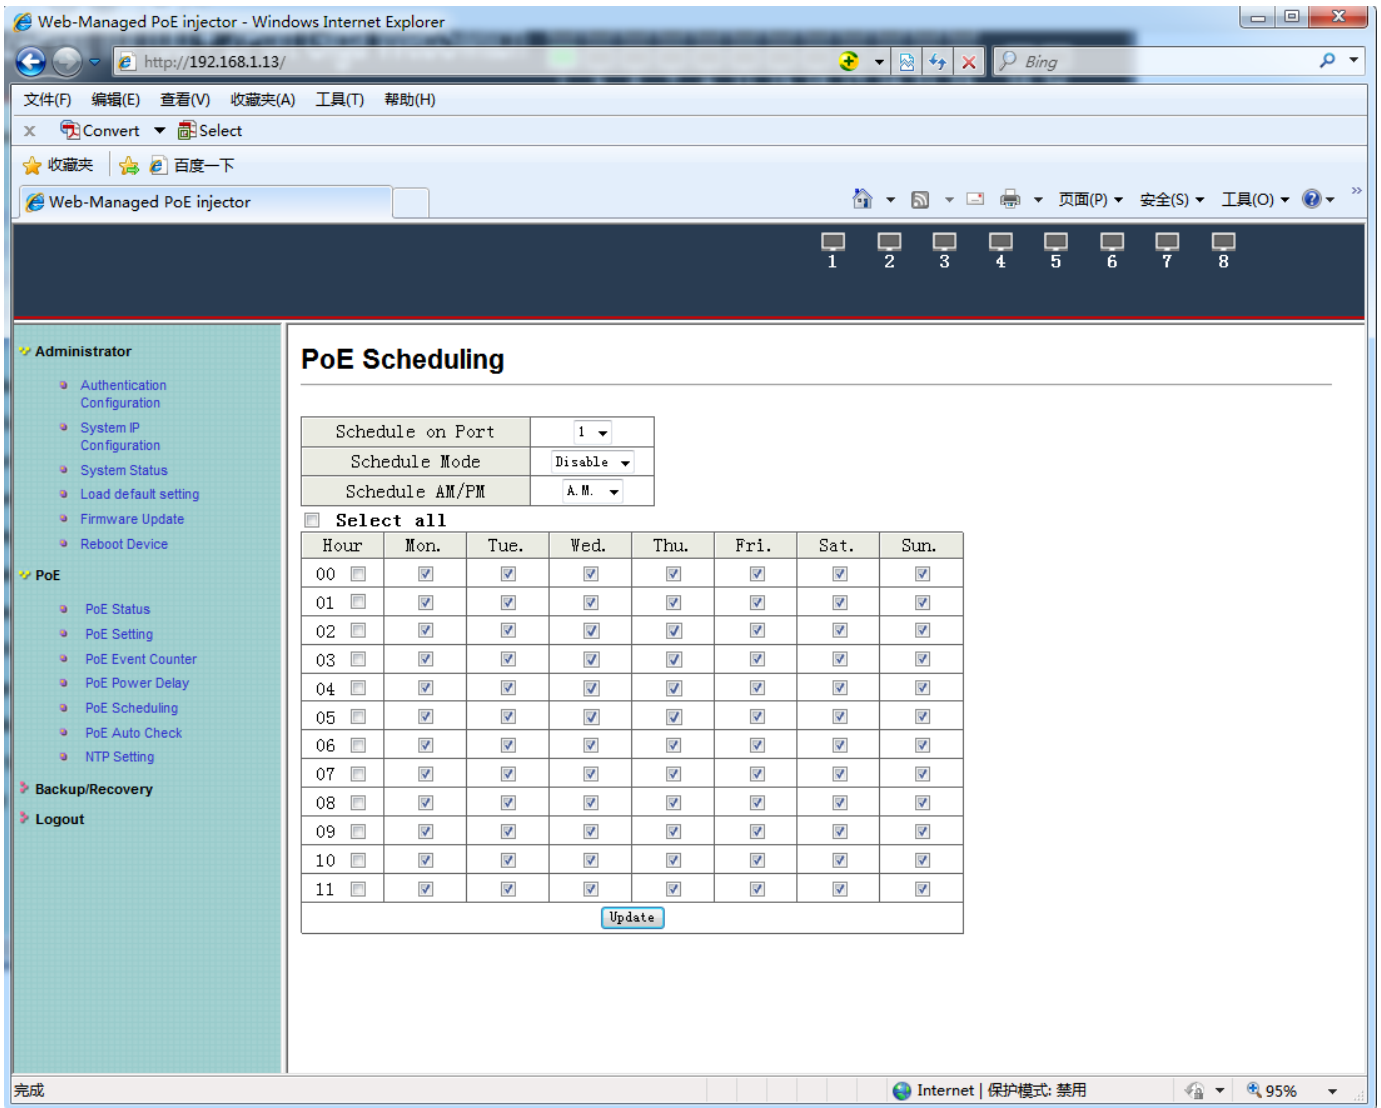 Web-Managed PoE injector - Windows Internet Explorer
http://192.168.1.13/
Bing
文件(F) 编辑(E) 查看(V) 收藏夹(A) 工具(T) 帮助(H)
x Convert Select
收藏夹 百度一下
Web-Managed PoE injector
页面(P) 安全(S) 工具(O)
1 2 3 4 5 6 7 8
Administrator
Authentication
Configuration
System IP
Configuration
System Status
Load default setting
Firmware Update
Reboot Device
PoE
PoE Status
PoE Setting
PoE Event Counter
PoE Power Delay
PoE Scheduling
PoE Auto Check
NTP Setting
Backup/Recovery
Logout
PoE Scheduling
Schedule on Port 1
Schedule Mode Disable
Schedule AM/PM A.M.
Select all
Hour Mon. Tue. Wed. Thu. Fri. Sat. Sun.
00
01
02
03
04
05
06
07
08
09
10
11
Update
完成
Internet | 保护模式: 禁用
95%